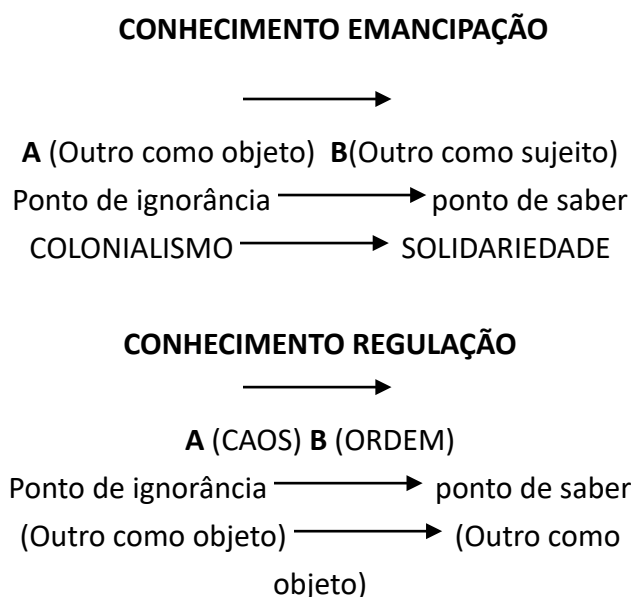 CONHECIMENTO EMANCIPAÇÃO
A (Outro como objeto) B(Outro como sujeito)
Ponto de ignorância ponto de saber
COLONIALISMO SOLIDARIEDADE
CONHECIMENTO REGULAÇÃO
A (CAOS) B (ORDEM)
Ponto de ignorância ponto de saber
(Outro como objeto) (Outro como
objeto)